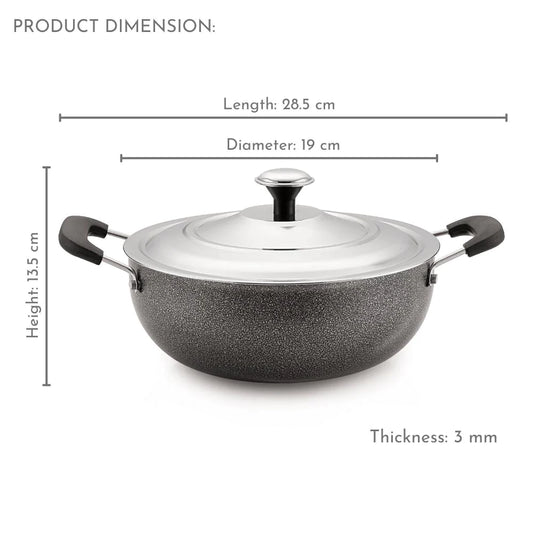 PRODUCT DIMENSION:
Length: 28.5 cm
Diameter: 19 cm
Height: 13.5 cm
Thickness: 3 mm